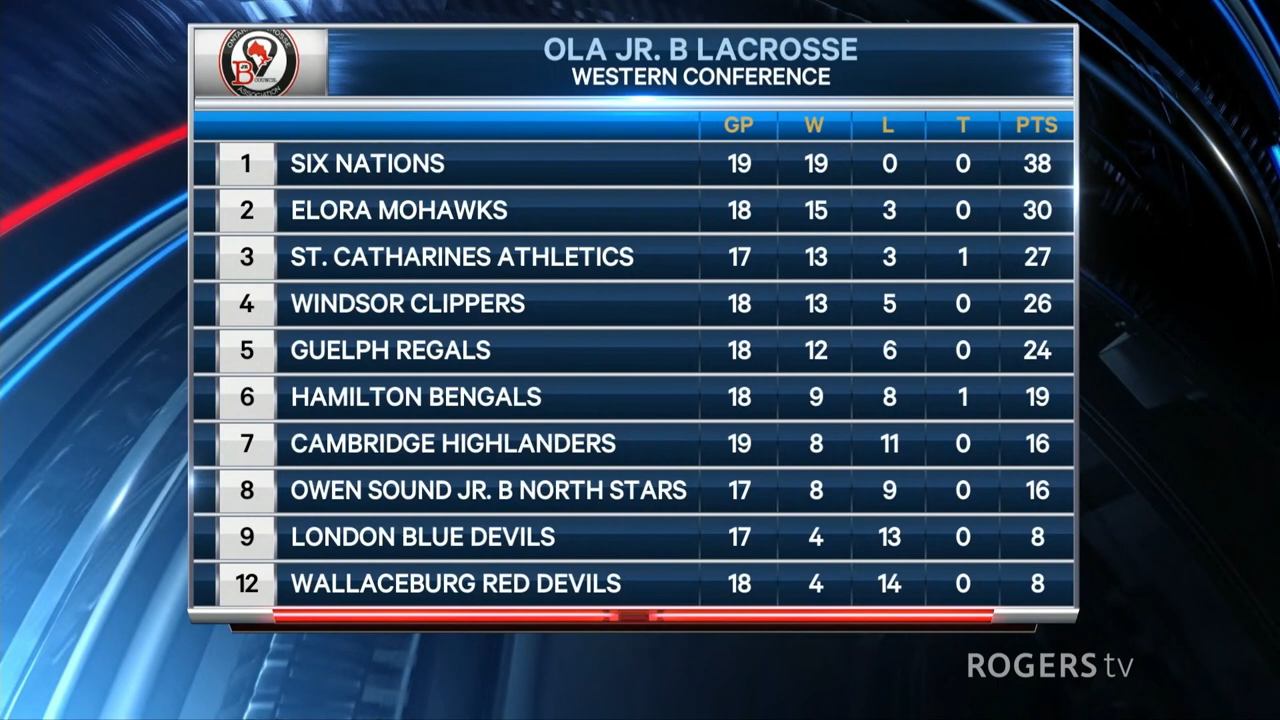 ONTARIO LACROSSE
B COUNCIL
ASSOCIATION
OLA JR. B LACROSSE
WESTERN CONFERENCE
GP W L T PTS
1 SIX NATIONS 19 19 0 0 38
2 ELORA MOHAWKS 18 15 3 0 30
3 ST. CATHARINES ATHLETICS 17 13 3 1 27
4 WINDSOR CLIPPERS 18 13 5 0 26
5 GUELPH REGALS 18 12 6 0 24
6 HAMILTON BENGALS 18 9 8 1 19
7 CAMBRIDGE HIGHLANDERS 19 8 11 0 16
8 OWEN SOUND JR. B NORTH STARS 17 8 9 0 16
9 LONDON BLUE DEVILS 17 4 13 0 8
12 WALLACEBURG RED DEVILS 18 4 14 0 8
ROGERS tv